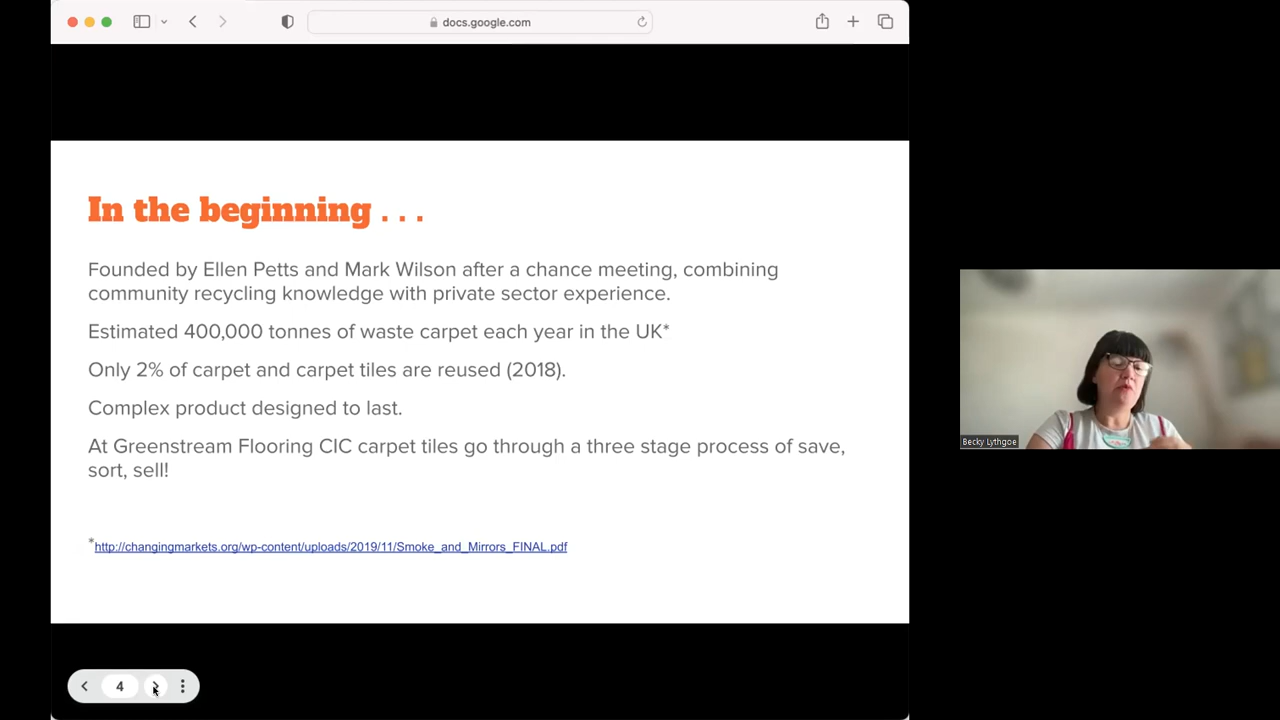 docs.google.com
In the beginning . . .
Founded by Ellen Petts and Mark Wilson after a chance meeting, combining
community recycling knowledge with private sector experience.
Estimated 400,000 tonnes of waste carpet each year in the UK*
Only 2% of carpet and carpet tiles are reused (2018).
Complex product designed to last.
At Greenstream Flooring CIC carpet tiles go through a three stage process of save,
sort, sell!
*http://changingmarkets.org/wp-content/uploads/2019/11/Smoke_and_Mirrors_FINAL.pdf
Becky Lythgoe
4